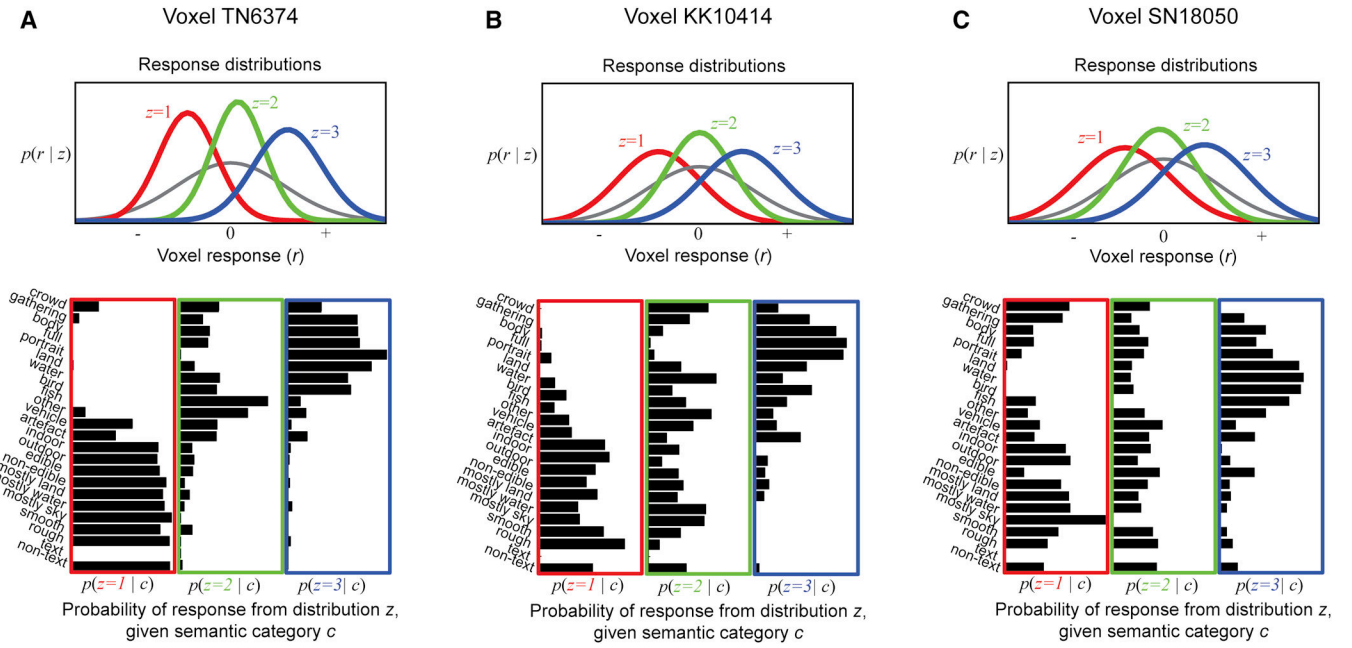 A
Voxel TN6374
Response distributions
z=1
z=2
z=3
p(r | z)
- 0 +
Voxel response (r)
crowd
gathering
body
full
portrait
land
water
bird
fish
other
vehicle
artefact
indoor
outdoor
edible
non-edible
mostly land
mostly water
mostly sky
smooth
rough
text
non-text
p(z=1 | c) p(z=2 | c) p(z=3 | c)
Probability of response from distribution z,
given semantic category c
B
Voxel KK10414
Response distributions
z=1
z=2
z=3
p(r | z)
- 0 +
Voxel response (r)
crowd
gathering
body
full
portrait
land
water
bird
fish
other
vehicle
artefact
indoor
outdoor
edible
non-edible
mostly land
mostly water
mostly sky
smooth
rough
text
non-text
p(z=1 | c) p(z=2 | c) p(z=3 | c)
Probability of response from distribution z,
given semantic category c
C
Voxel SN18050
Response distributions
z=1
z=2
z=3
p(r | z)
- 0 +
Voxel response (r)
crowd
gathering
body
full
portrait
land
water
bird
fish
other
vehicle
artefact
indoor
outdoor
edible
non-edible
mostly land
mostly water
mostly sky
smooth
rough
text
non-text
p(z=1 | c) p(z=2 | c) p(z=3 | c)
Probability of response from distribution z,
given semantic category c